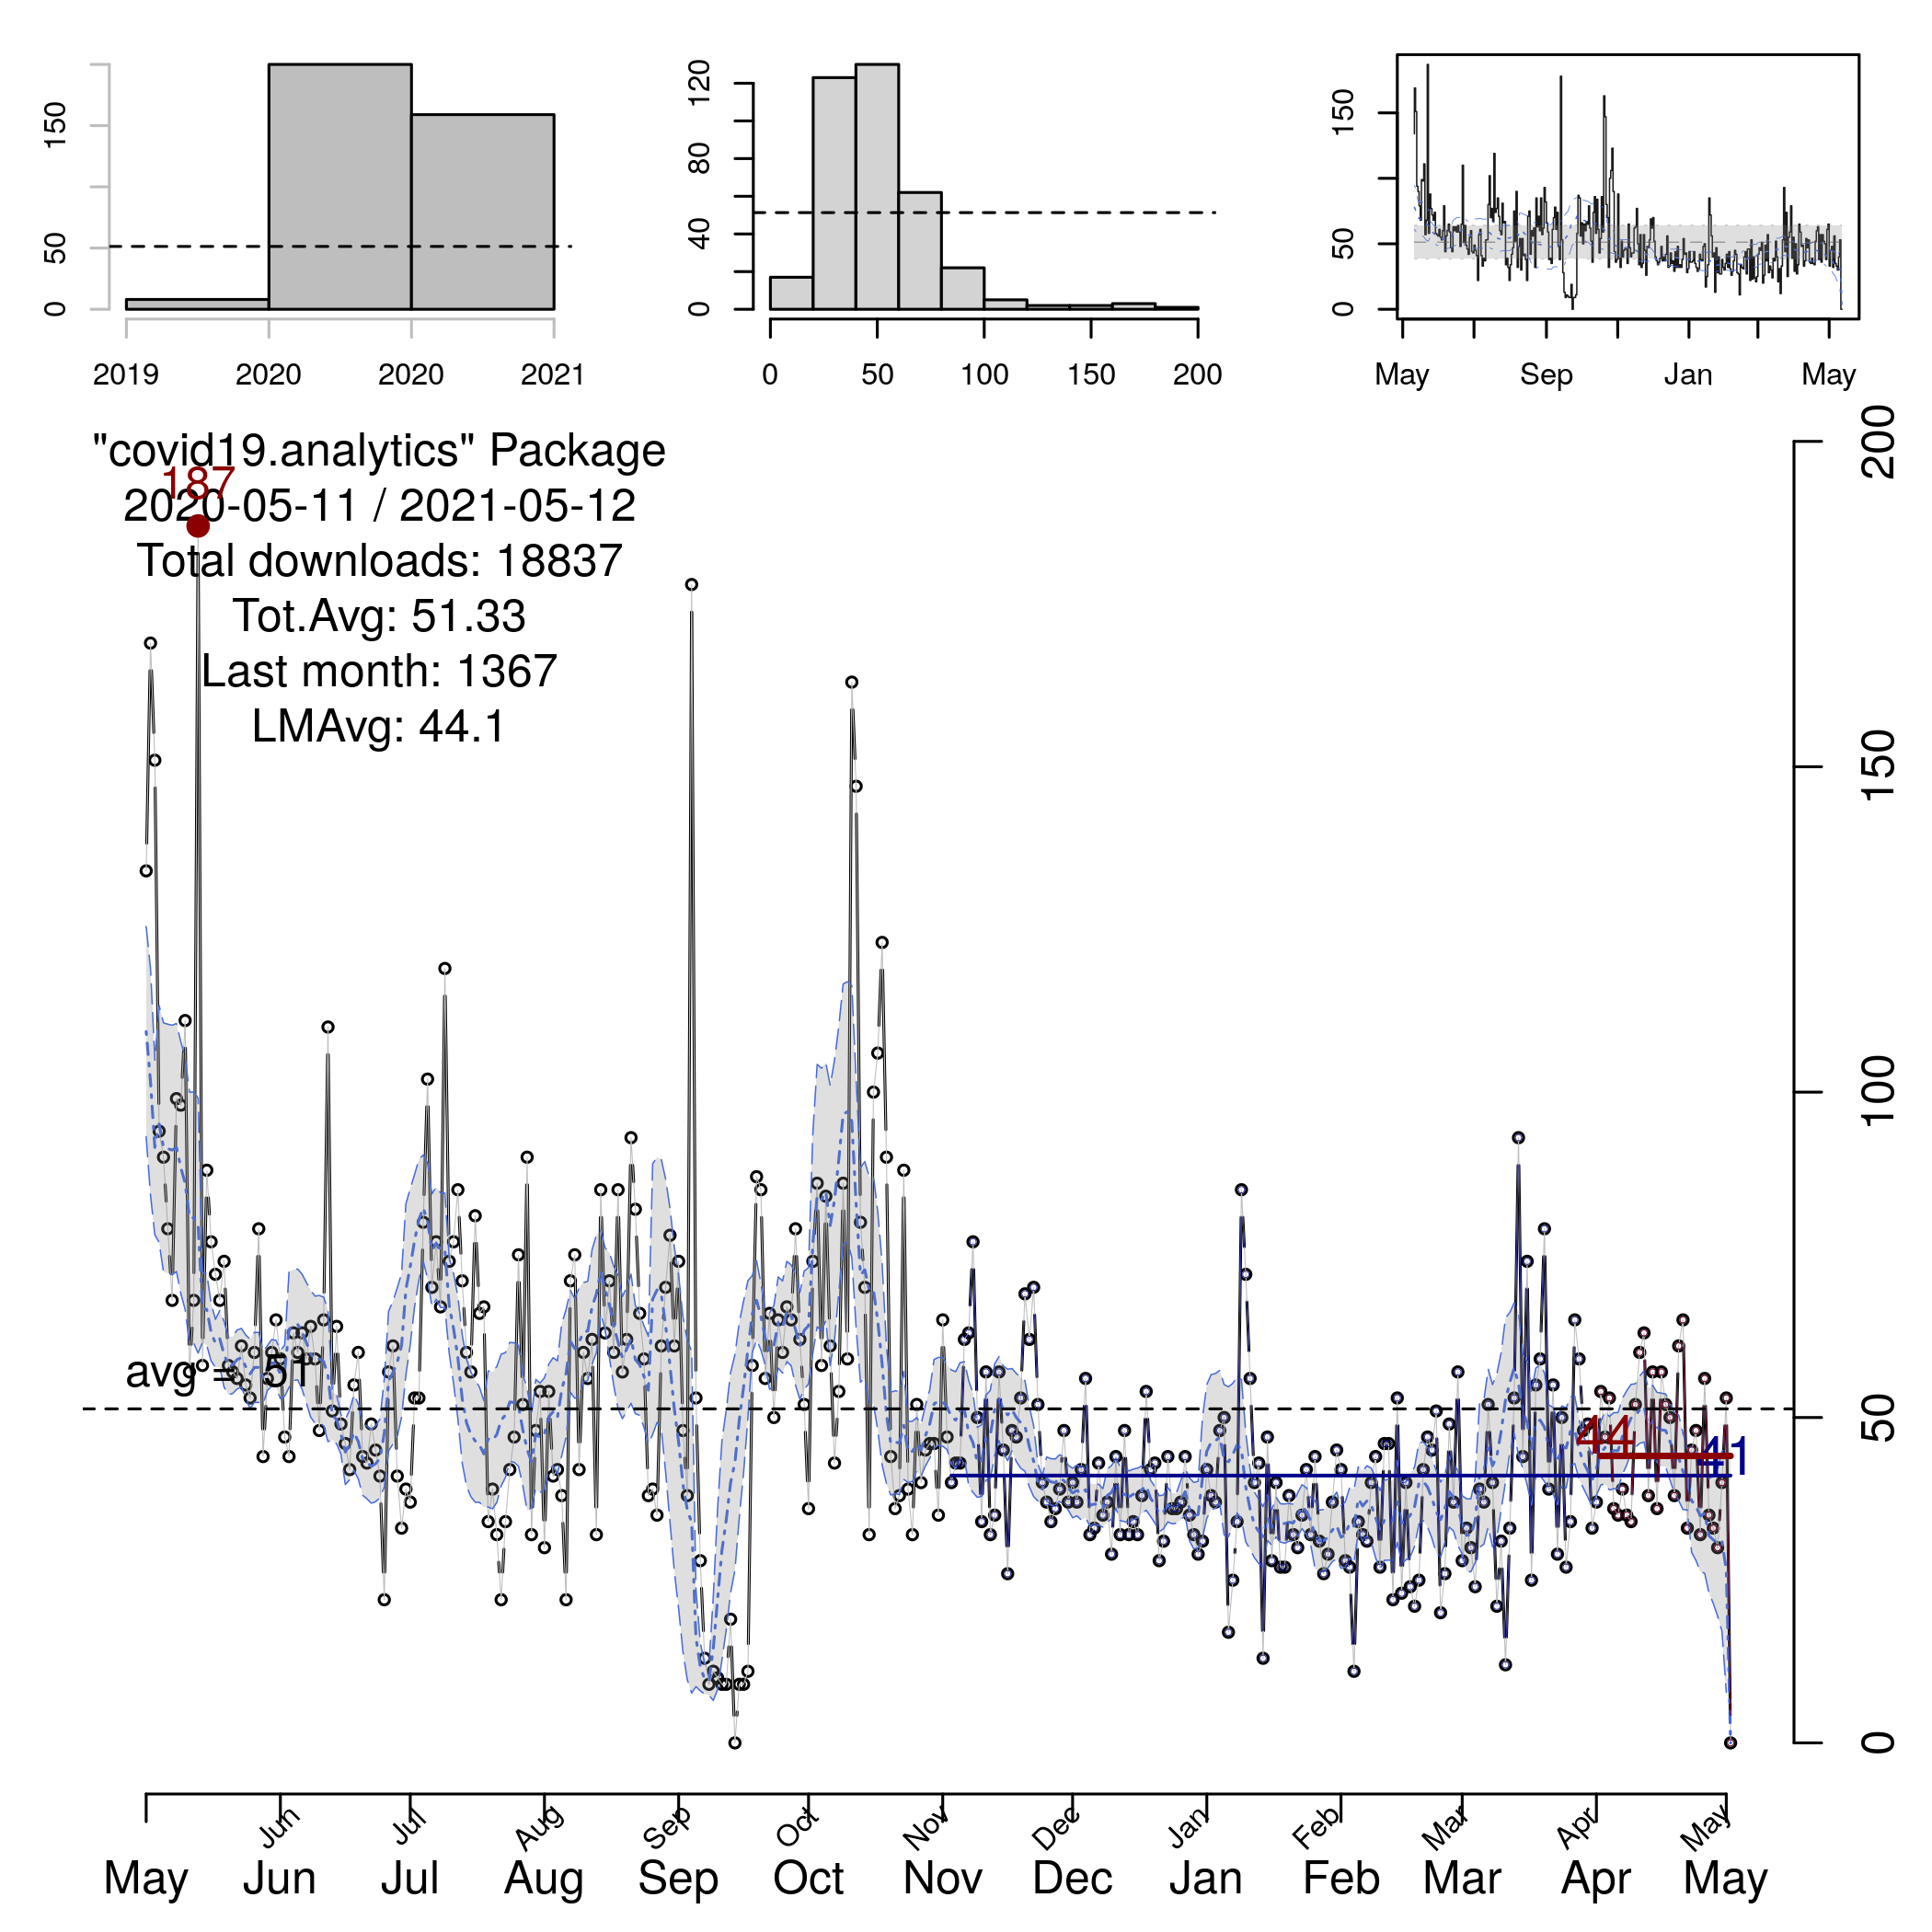 150
50
0
2019 2020 2020 2021
120
80
40
0
0 50 100 150 200
150
50
0
May Sep Jan May
"covid19.analytics" Package
187
2020-05-11 / 2021-05-12
Total downloads: 18837
Tot.Avg: 51.33
Last month: 1367
LMAvg: 44.1
200
150
100
50
0
avg = 51
44
41
Jun Jul Aug Sep Oct Nov Dec Jan Feb Mar Apr May
May Jun Jul Aug Sep Oct Nov Dec Jan Feb Mar Apr May